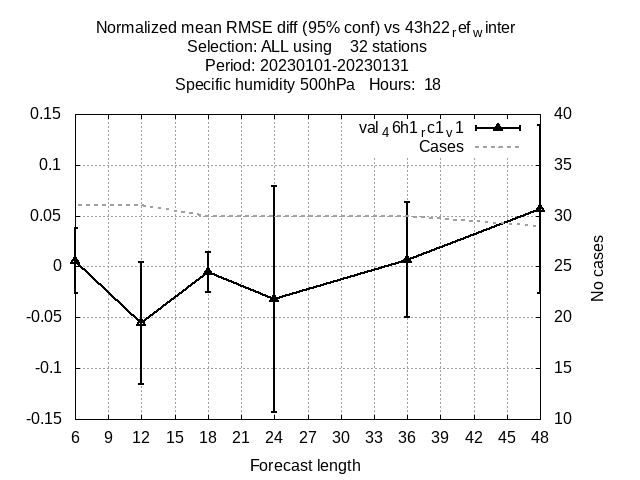 Normalized mean RMSE diff (95% conf) vs 43h22refwinter
Selection: ALL using 32 stations
Period: 20230101-20230131
Specific humidity 500hPa Hours: 18
0.15 40
val46h1rc1v1
Cases
0.1 35
0.05 30
0 25
-0.05 20
-0.1 15
-0.15 10
No cases
6 9 12 15 18 21 24 27 30 33 36 39 42 45 48
Forecast length